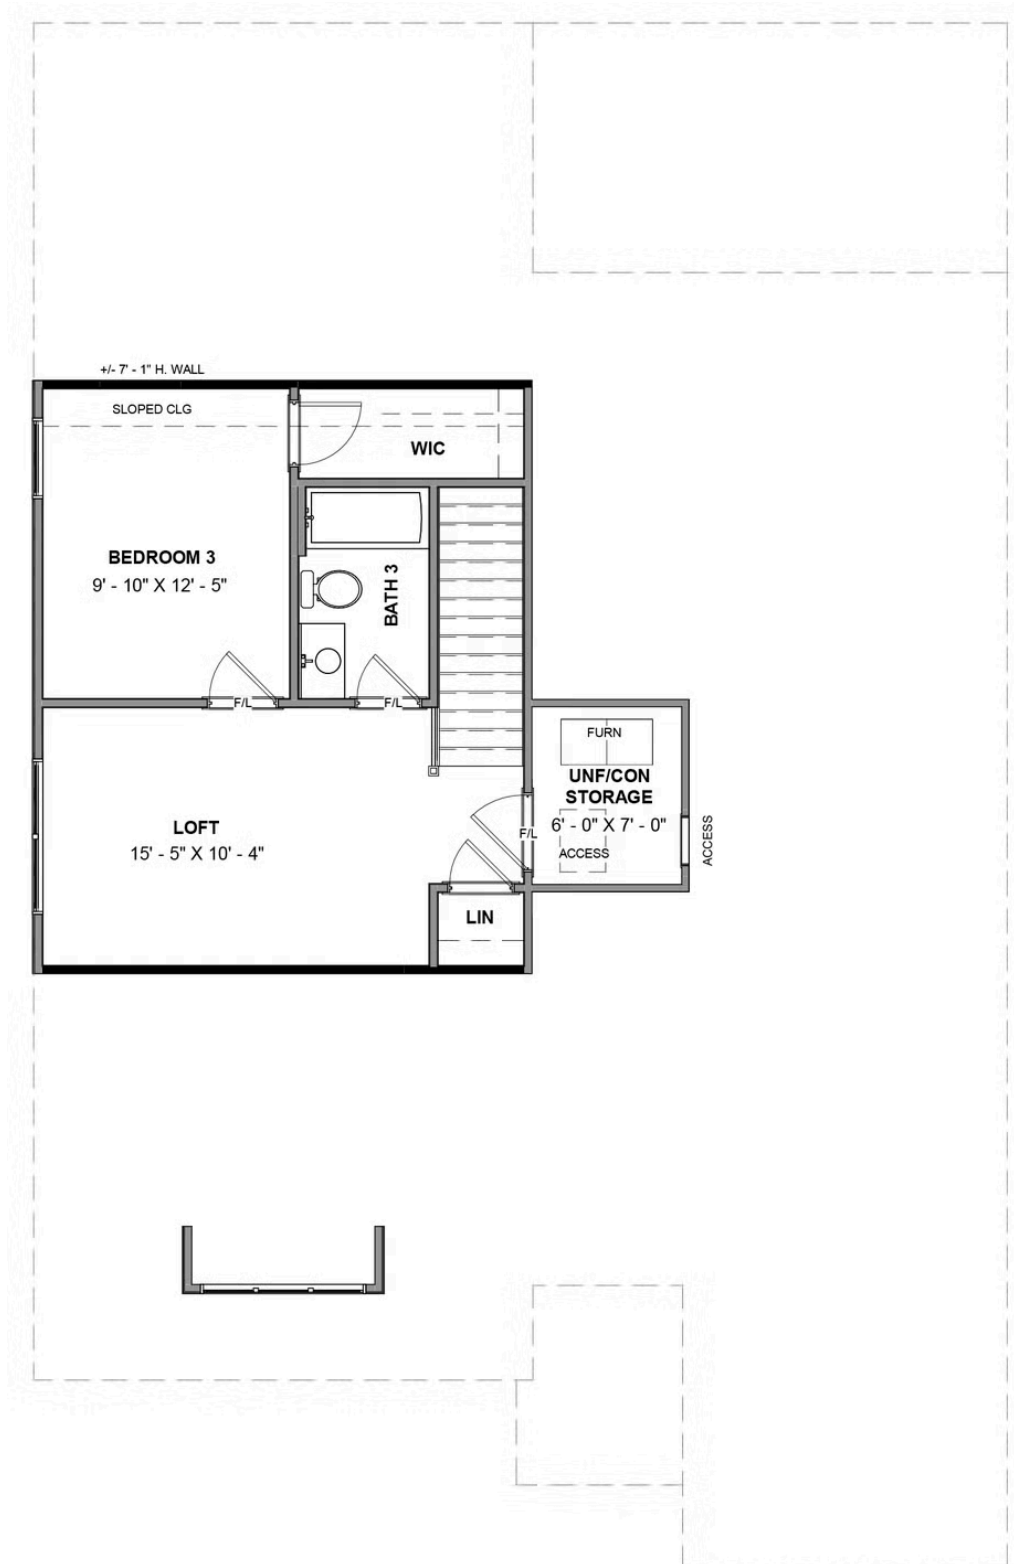 +/- 7' - 1" H. WALL
SLOPED CLG
WIC
BEDROOM 3
9' - 10" X 12' - 5"
BATH 3
F/L
F/L
FURN
UNF/CON
STORAGE
6' - 0" X 7' - 0"
ACCESS
ACCESS
F/L
LOFT
15' - 5" X 10' - 4"
LIN